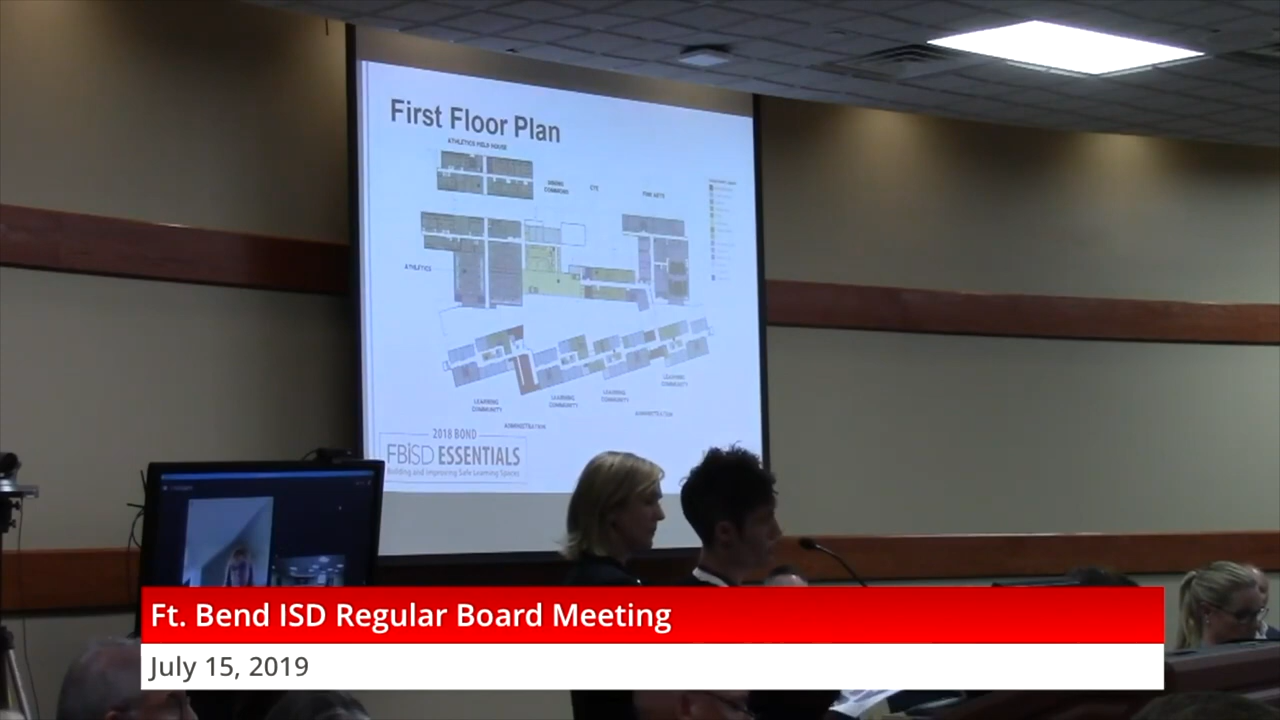 First Floor Plan
ATHLETICS FIELD HOUSE
DINING
COMMONS
CTE
FINE ARTS
ATHLETICS
LEARNING
COMMUNITY
LEARNING
COMMUNITY
LEARNING
COMMUNITY
LEARNING
COMMUNITY
ADMINISTRATION
ADMINISTRATION
2018 BOND
FBISD ESSENTIALS
Building and Improving Safe Learning Spaces
Ft. Bend ISD Regular Board Meeting
July 15, 2019